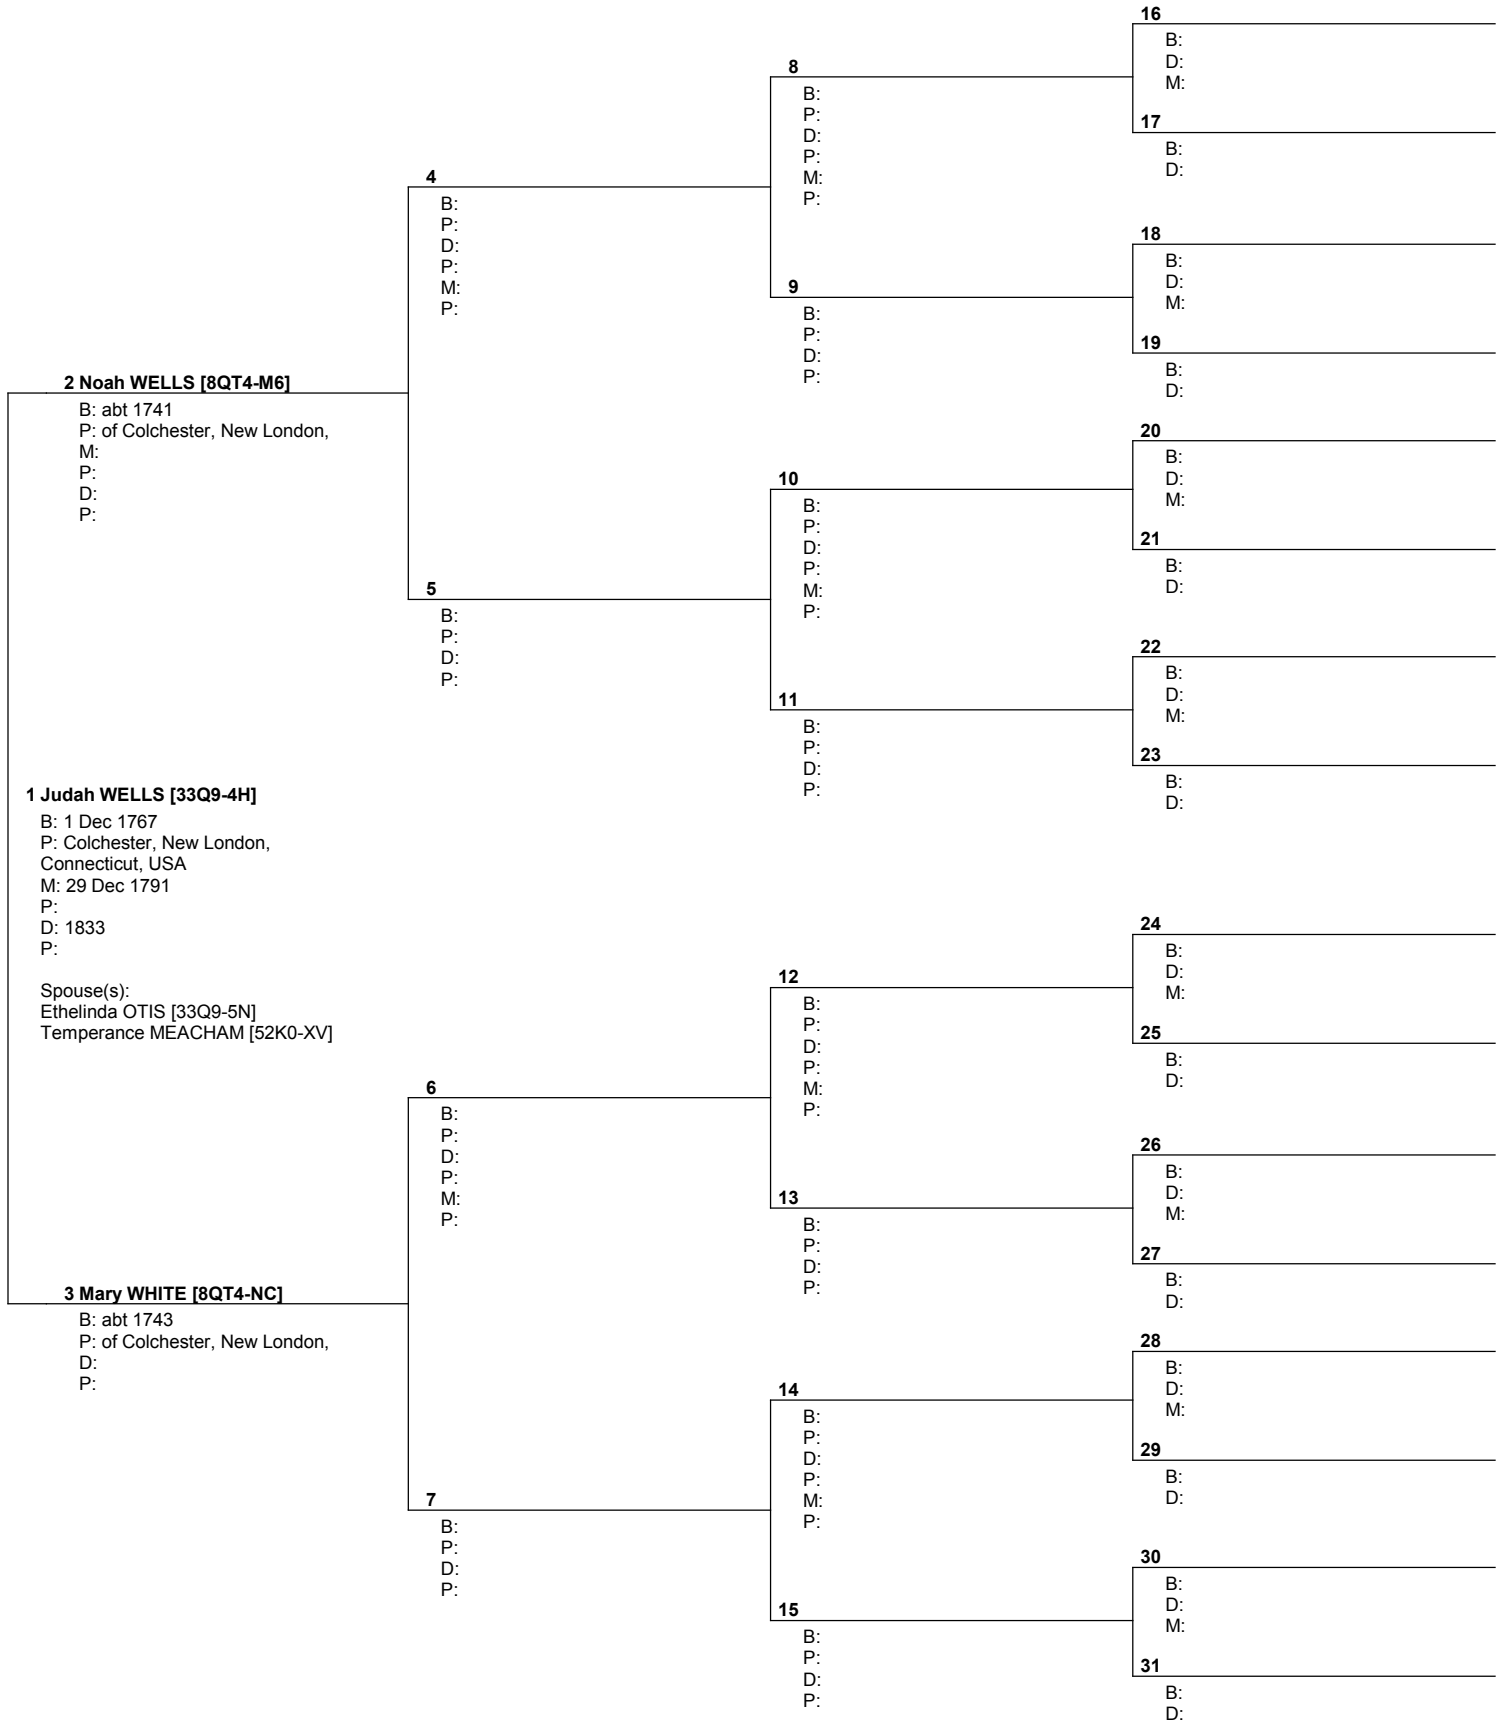 16
B:
D:
M:
8
B:
P:
D:
P:
M:
P:
17
B:
D:
4
B:
P:
D:
P:
M:
P:
18
B:
D:
M:
9
B:
P:
D:
P:
19
B:
D:
2 Noah WELLS [8QT4-M6]
B: abt 1741
P: of Colchester, New London,
M:
P:
D:
P:
20
B:
D:
M:
10
B:
P:
D:
P:
M:
P:
21
B:
D:
5
B:
P:
D:
P:
22
B:
D:
M:
11
B:
P:
D:
P:
23
B:
D:
1 Judah WELLS [33Q9-4H]
B: 1 Dec 1767
P: Colchester, New London,
Connecticut, USA
M: 29 Dec 1791
P:
D: 1833
P:
Spouse(s):
Ethelinda OTIS [33Q9-5N]
Temperance MEACHAM [52K0-XV]
24
B:
D:
M:
12
B:
P:
D:
P:
M:
P:
25
B:
D:
6
B:
P:
D:
P:
M:
P:
26
B:
D:
M:
13
B:
P:
D:
P:
27
B:
D:
3 Mary WHITE [8QT4-NC]
B: abt 1743
P: of Colchester, New London,
D:
P:
28
B:
D:
M:
14
B:
P:
D:
P:
M:
P:
29
B:
D:
7
B:
P:
D:
P:
30
B:
D:
M:
15
B:
P:
D:
P:
31
B:
D: